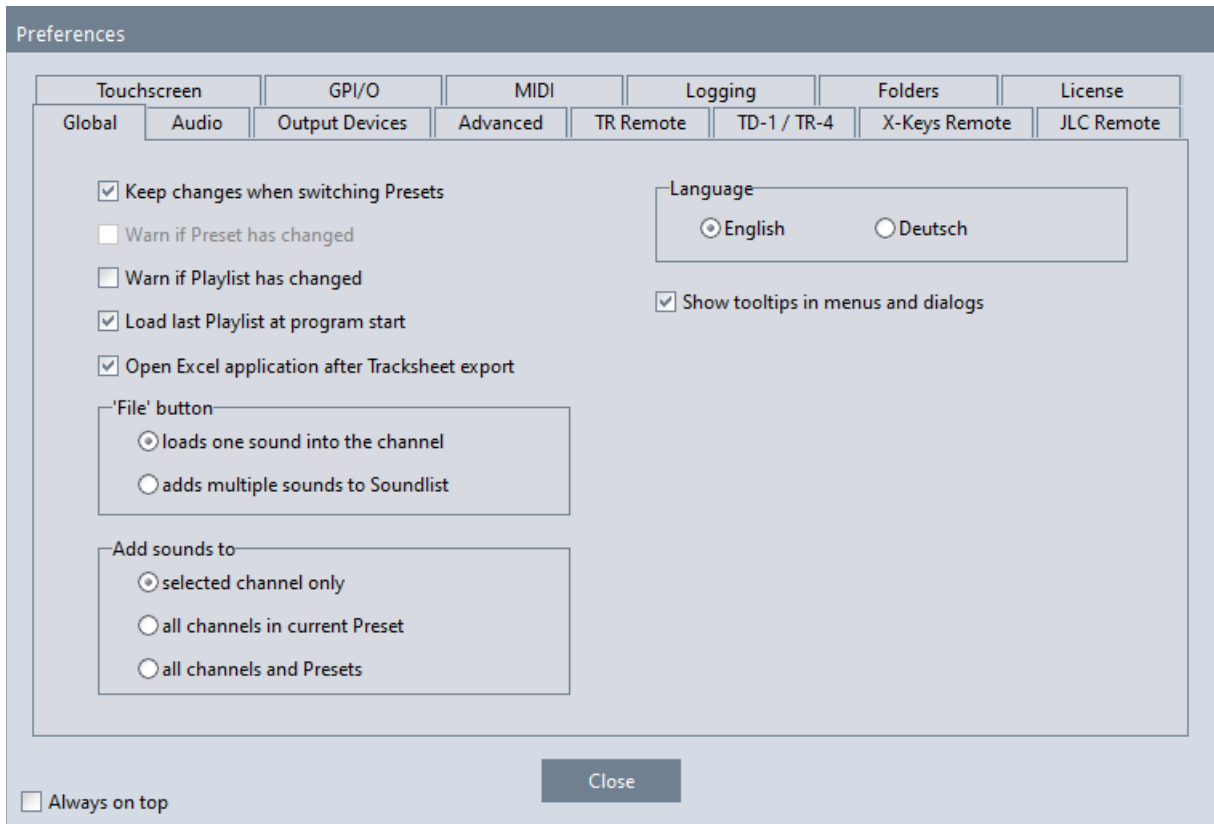 Preferences
Touchscreen GPI/O MIDI Logging Folders License
Global Audio Output Devices Advanced TR Remote TD-1 / TR-4 X-Keys Remote JLC Remote
Keep changes when switching Presets
Warn if Preset has changed
Warn if Playlist has changed
Load last Playlist at program start
Open Excel application after Tracksheet export
'File' button
loads one sound into the channel
adds multiple sounds to Soundlist
Add sounds to
selected channel only
all channels in current Preset
all channels and Presets
Language
English Deutsch
Show tooltips in menus and dialogs
Close
Always on top